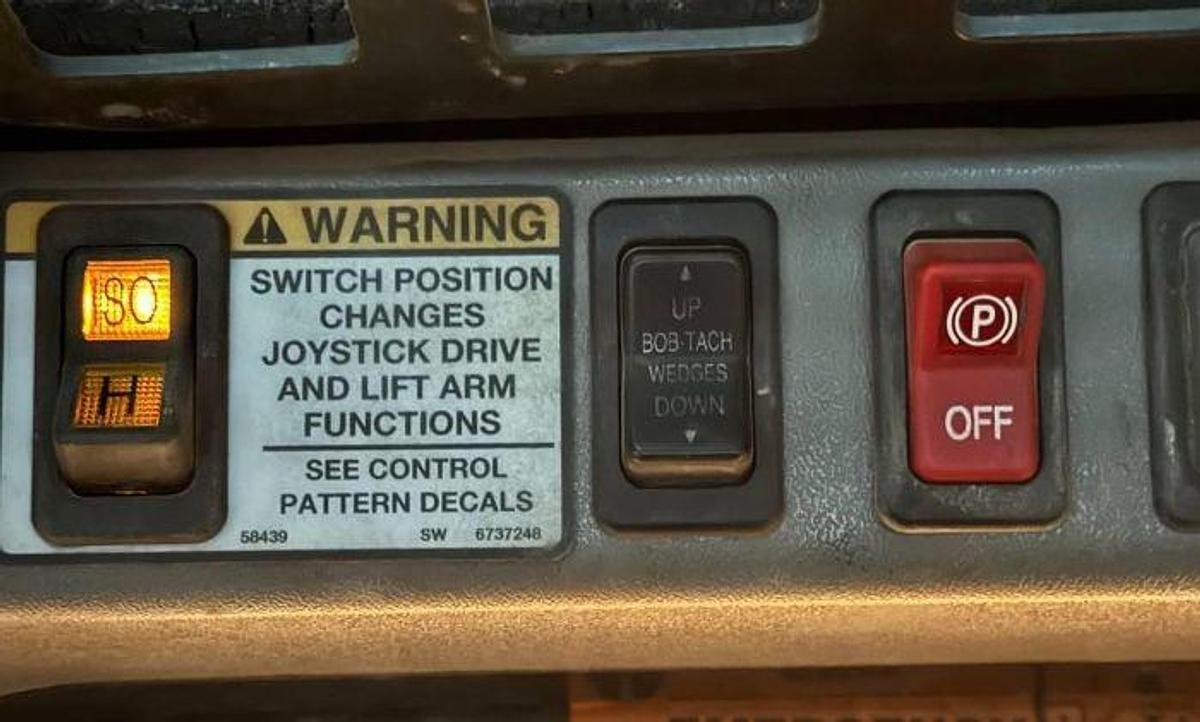 WARNING
SWITCH POSITION
CHANGES
JOYSTICK DRIVE
AND LIFT ARM
FUNCTIONS
SEE CONTROL
PATTERN DECALS
58439 SW 6737248
H
UP
BOB-TACH
WEDGES
DOWN
P
OFF